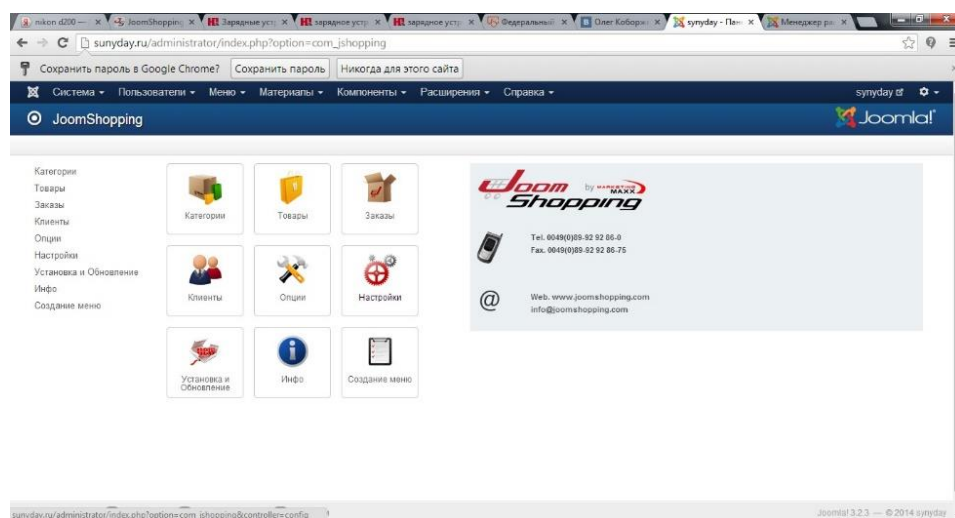 nikon d200 —
JoomShopping
Зарядные устр
зарядное устр
зарядное устр
Федеральный
synyday - Пан
Менеджер ра
sunyday.ru/administrator/index.php?option=com_jshopping
Сохранить пароль в Google Chrome? Сохранить пароль Никогда для этого сайта
Система Пользователи Меню Материалы Компоненты Расширения Справка synyday
JoomShopping Joomla!
Категории
Товары
Заказы
Клиенты
Опции
Настройки
Установка и Обновление
Инфо
Создание меню
Категории Товары Заказы
Клиенты Опции Настройки
Установка и
Обновление
Инфо Создание меню
Joom by MARKETING MAXX
Shopping
Tel. 0049(0)89-92 92 86-0
Fax. 0049(0)89-92 92 86-75
@
Web. www.joomshopping.com
info@joomshopping.com
sunyday.ru/administrator/index.php?option=com_jshopping&controller=config
Joomla! 3.2.3 — © 2014 synyday